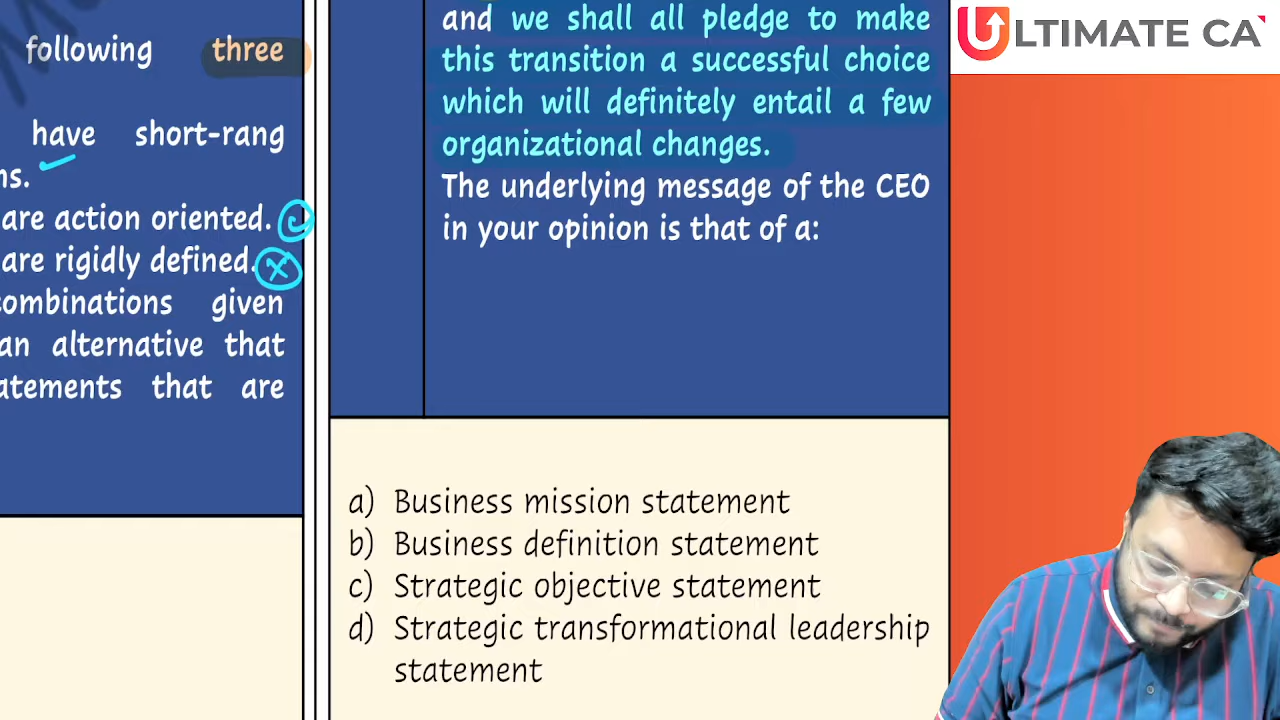 following three
have short-rang
ns.
are action oriented.
are rigidly defined.
combinations given
an alternative that
atements that are
and we shall all pledge to make
this transition a successful choice
which will definitely entail a few
organizational changes.
The underlying message of the CEO
in your opinion is that of a:
a) Business mission statement
b) Business definition statement
c) Strategic objective statement
d) Strategic transformational leadership
statement
ULTIMATE CA